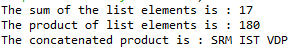 The sum of the list elements is : 17
The product of list elements is : 180
The concatenated product is : SRM IST VDP